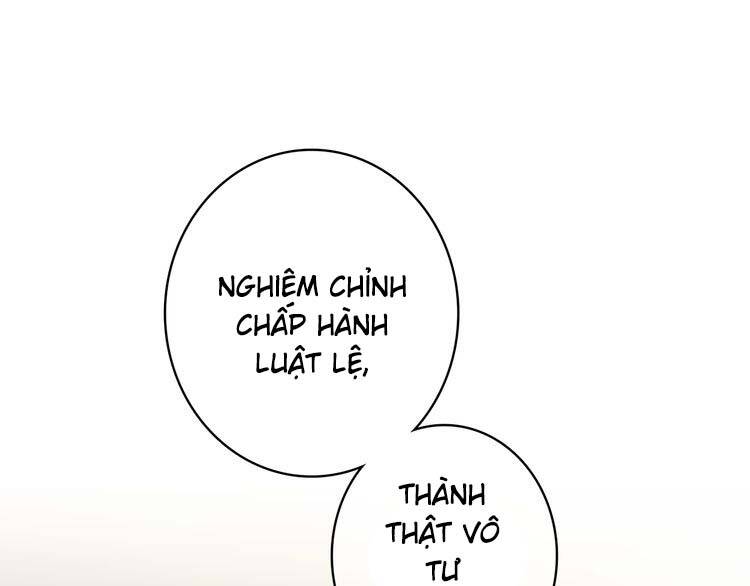 NGHIÊM CHỈNH
CHẤP HÀNH
LUẬT LỆ,
THÀNH
THẬT VÔ
TƯ